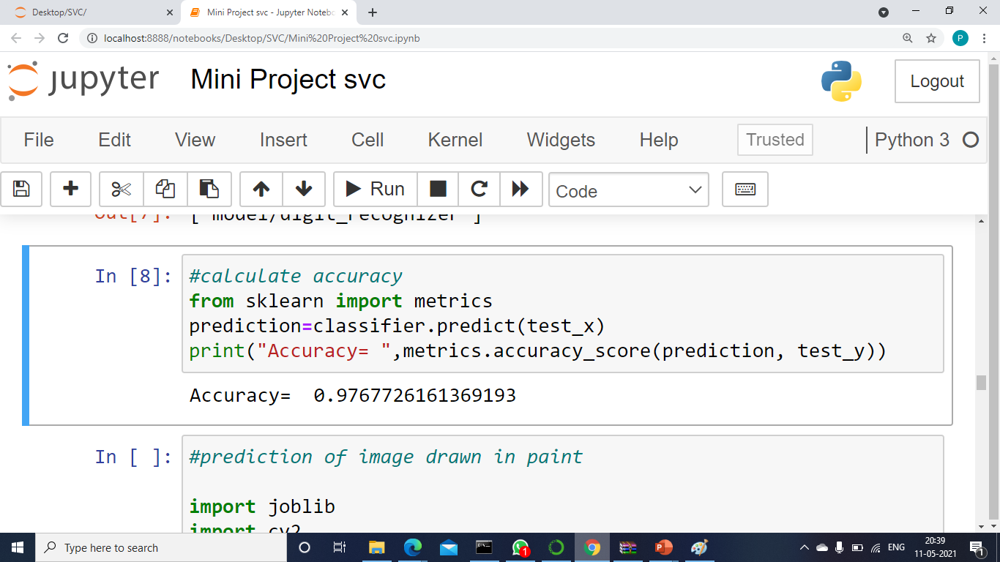 Desktop/SVC/
Mini Project svc - Jupyter Notebo
localhost:8888/notebooks/Desktop/SVC/Mini%20Project%20svc.ipynb
P
jupyter Mini Project svc
Logout
File Edit View Insert Cell Kernel Widgets Help
Trusted
Python 3
Run
Code
Out[7]: ['model/digit_recognizer']
In [8]:
#calculate accuracy
from sklearn import metrics
prediction=classifier.predict(test_x)
print("Accuracy= ",metrics.accuracy_score(prediction, test_y))
Accuracy=  0.9767726161369193
In [ ]:
#prediction of image drawn in paint
import joblib
import cv2
Type here to search
1
ENG
20:39
11-05-2021
1